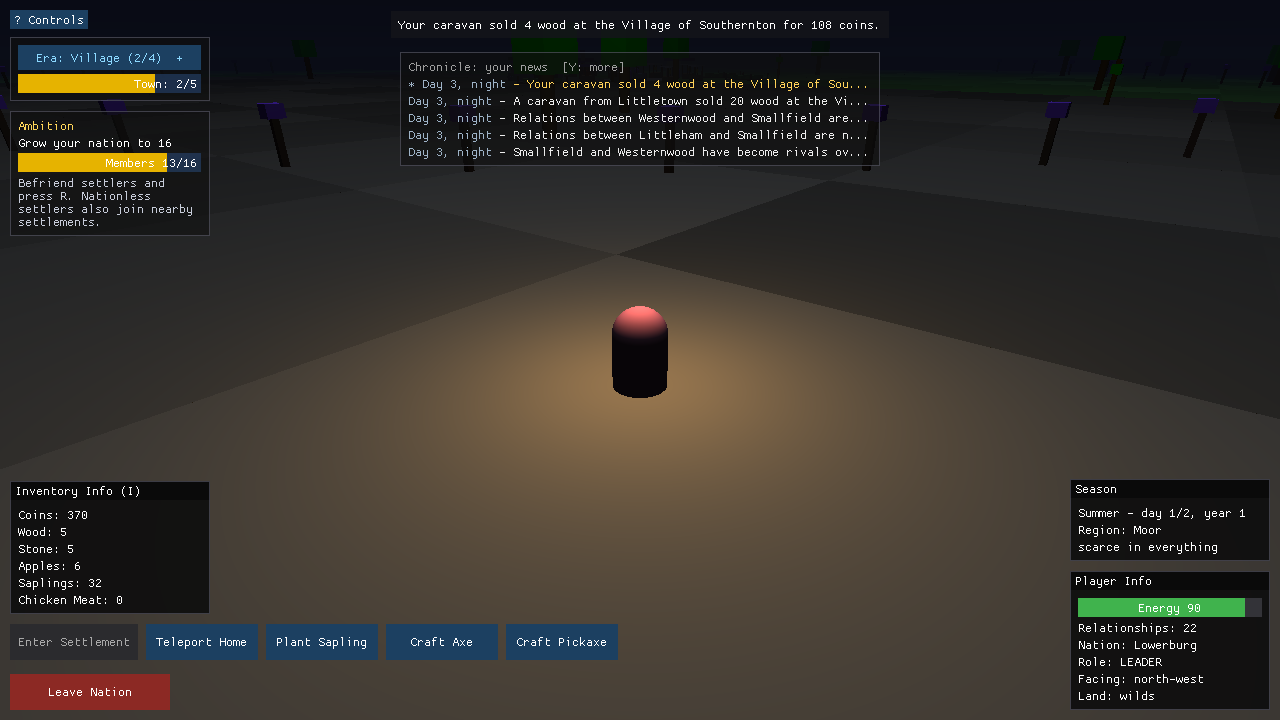 ? Controls
Your caravan sold 4 wood at the Village of Southernton for 108 coins.
Era: Village (2/4) +
Town: 2/5
Ambition
Grow your nation to 16
Members 13/16
Befriend settlers and
press R. Nationless
settlers also join nearby
settlements.
Chronicle: your news [Y: more]
* Day 3, night - Your caravan sold 4 wood at the Village of Sou...
Day 3, night - A caravan from Littletown sold 20 wood at the Vi...
Day 3, night - Relations between Westernwood and Smallfield are...
Day 3, night - Relations between Littleham and Smallfield are n...
Day 3, night - Smallfield and Westernwood have become rivals ov...
Inventory Info (I)
Coins: 370
Wood: 5
Stone: 5
Apples: 6
Saplings: 32
Chicken Meat: 0
Season
Summer - day 1/2, year 1
Region: Moor
scarce in everything
Player Info
Energy 90
Relationships: 22
Nation: Lowerburg
Role: LEADER
Facing: north-west
Land: wilds
Enter Settlement
Teleport Home
Plant Sapling
Craft Axe
Craft Pickaxe
Leave Nation